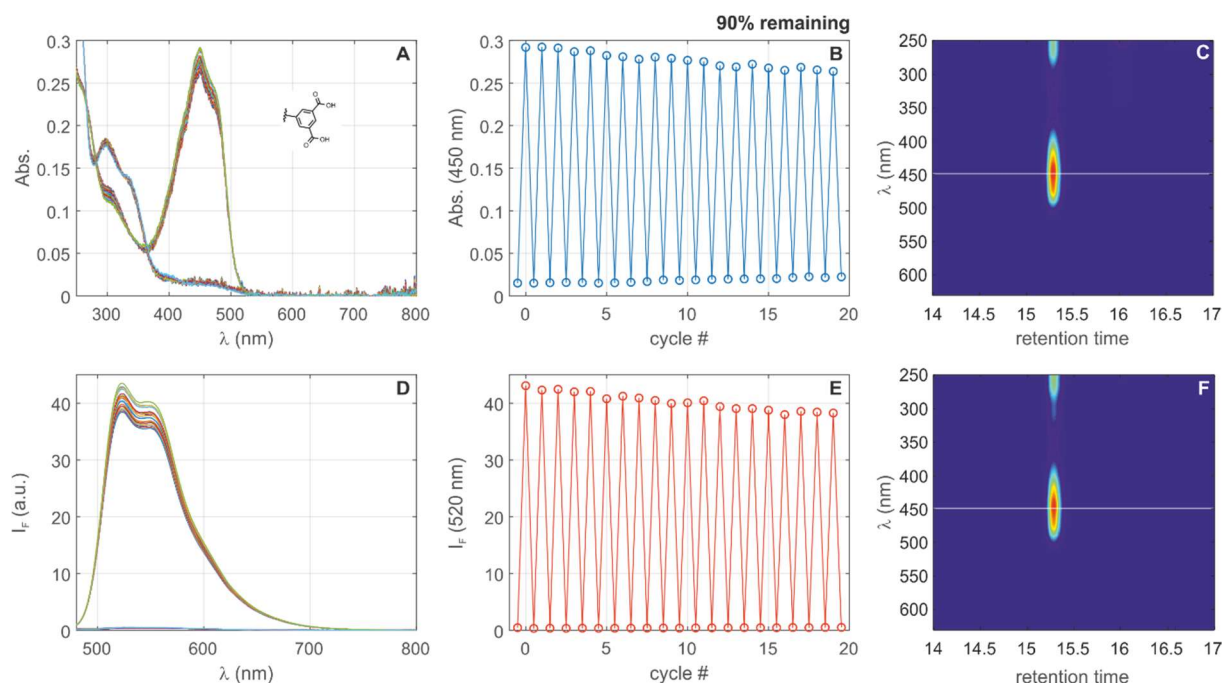 90% remaining
A
0.3
0.25
0.2
0.15
0.1
0.05
0
Abs.
300 400 500 600 700 800
λ (nm)
O
OH
OH
O
B
0.3
0.25
0.2
0.15
0.1
0.05
0
Abs. (450 nm)
0 5 10 15 20
cycle #
C
250
300
350
400
450
500
550
600
λ (nm)
14 14.5 15 15.5 16 16.5 17
retention time
D
40
30
20
10
0
I_F (a.u.)
500 600 700 800
λ (nm)
E
40
30
20
10
0
I_F (520 nm)
0 5 10 15 20
cycle #
F
250
300
350
400
450
500
550
600
λ (nm)
14 14.5 15 15.5 16 16.5 17
retention time